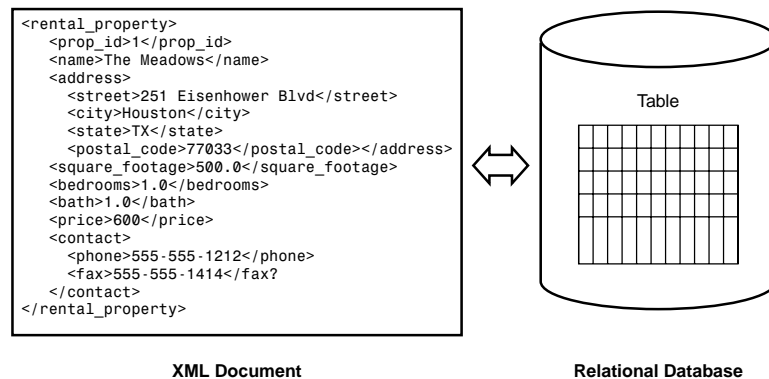 <rental_property>
<prop_id>1</prop_id>
<name>The Meadows</name>
<address>
<street>251 Eisenhower Blvd</street>
<city>Houston</city>
<state>TX</state>
<postal_code>77033</postal_code></address>
<square_footage>500.0</square_footage>
<bedrooms>1.0</bedrooms>
<bath>1.0</bath>
<price>600</price>
<contact>
<phone>555-555-1212</phone>
<fax>555-555-1414</fax?
</contact>
</rental_property>
Table
XML Document
Relational Database